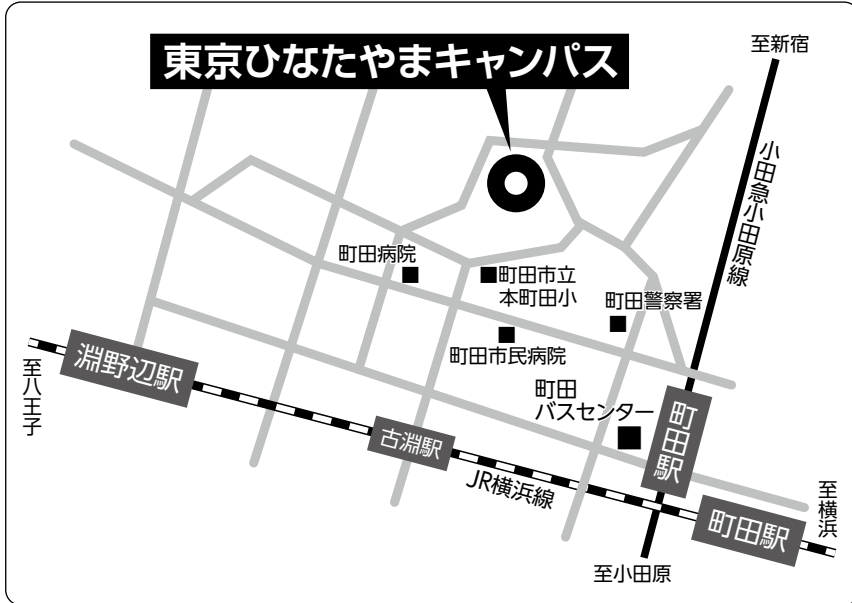 東京ひなたやまキャンパス
至新宿
小田急小田原線
町田病院
町田市立
本町田小
町田警察署
町田市民病院
淵野辺駅
至八王子
町田
バスセンター
町田駅
古淵駅
JR横浜線
町田駅
至横浜
至小田原